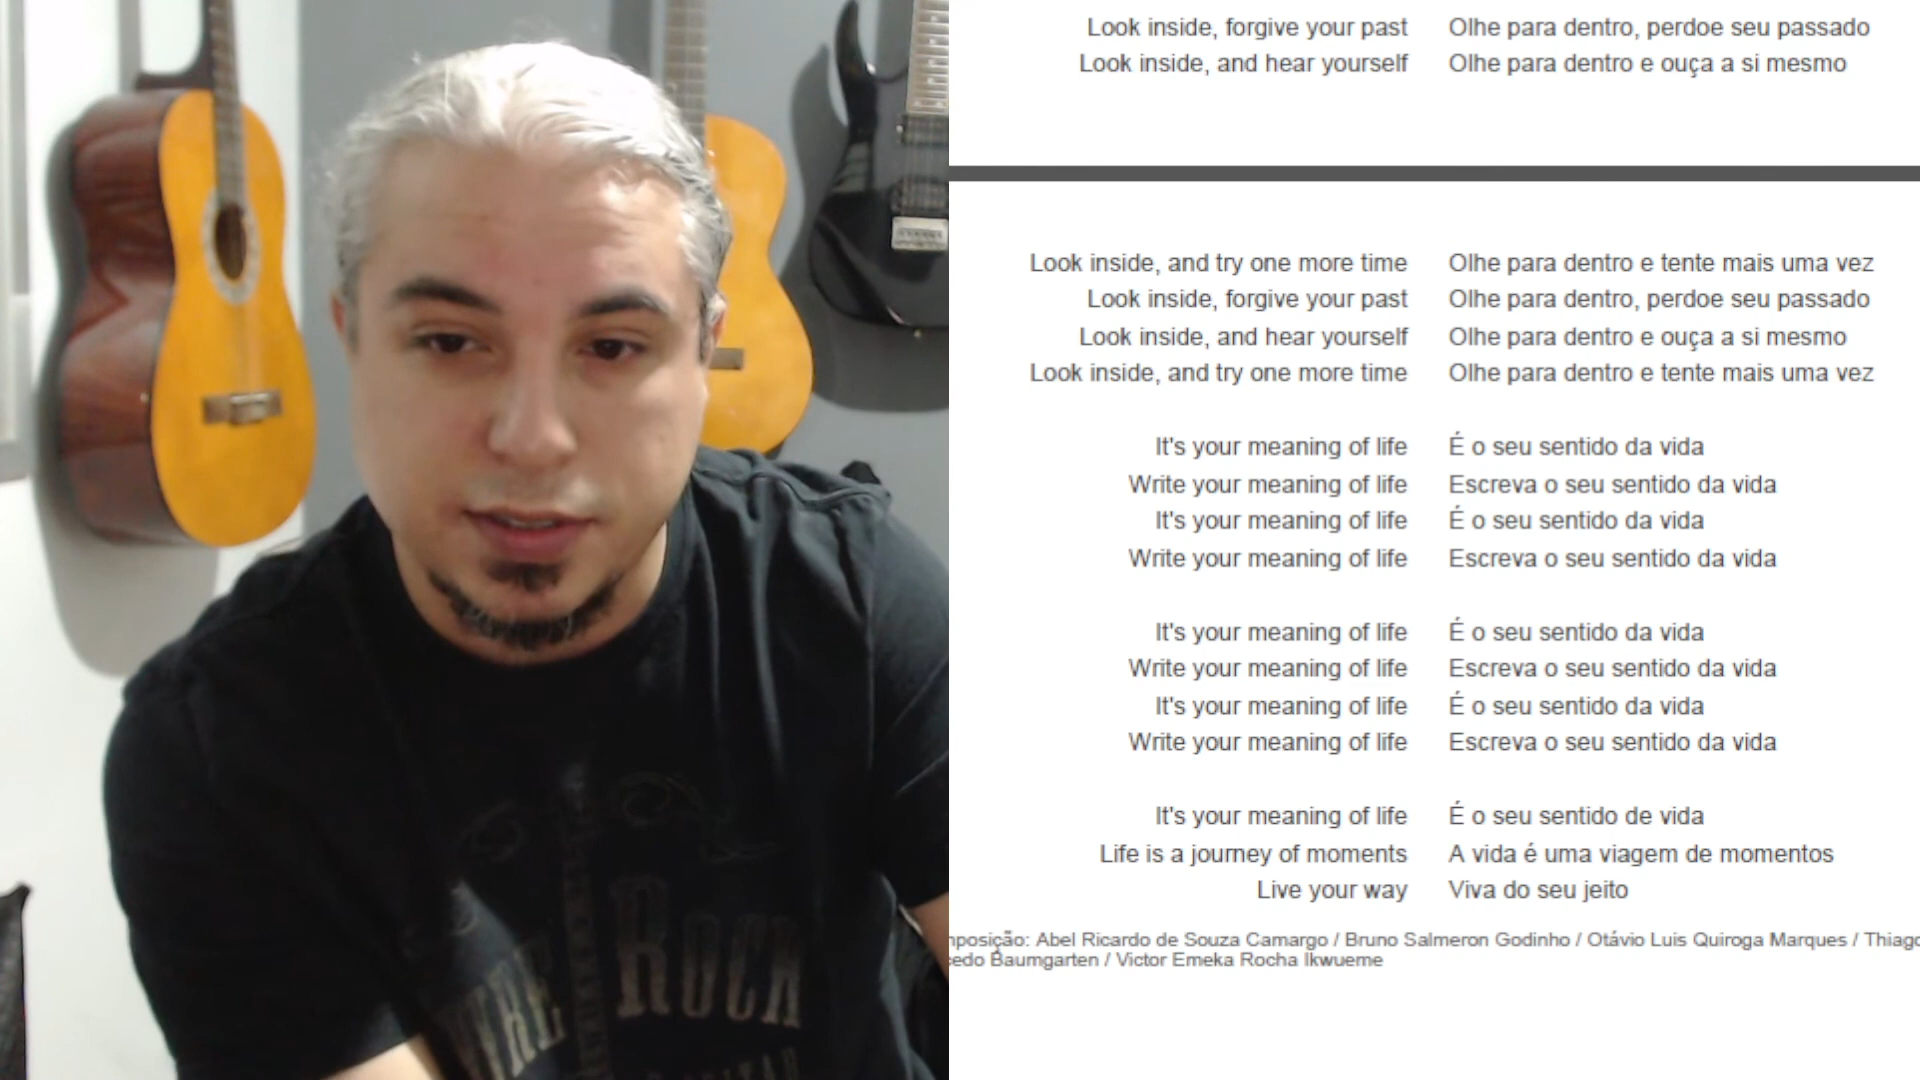 Look inside, forgive your past Olhe para dentro, perdoe seu passado
Look inside, and hear yourself Olhe para dentro e ouça a si mesmo
Look inside, and try one more time Olhe para dentro e tente mais uma vez
Look inside, forgive your past Olhe para dentro, perdoe seu passado
Look inside, and hear yourself Olhe para dentro e ouça a si mesmo
Look inside, and try one more time Olhe para dentro e tente mais uma vez
It's your meaning of life É o seu sentido da vida
Write your meaning of life Escreva o seu sentido da vida
It's your meaning of life É o seu sentido da vida
Write your meaning of life Escreva o seu sentido da vida
It's your meaning of life É o seu sentido da vida
Write your meaning of life Escreva o seu sentido da vida
It's your meaning of life É o seu sentido da vida
Write your meaning of life Escreva o seu sentido da vida
It's your meaning of life É o seu sentido de vida
Life is a journey of moments A vida é uma viagem de momentos
Live your way Viva do seu jeito
mposição: Abel Ricardo de Souza Camargo / Bruno Salmeron Godinho / Otávio Luis Quiroga Marques / Thiago
cedo Baumgarten / Victor Emeka Rocha Ikwueme
ROCK